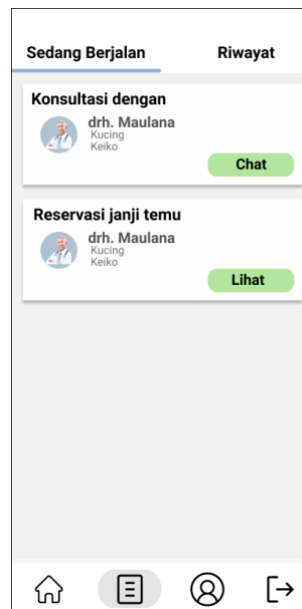 Sedang Berjalan
Riwayat
Konsultasi dengan
drh. Maulana
Kucing
Keiko
Chat
Reservasi janji temu
drh. Maulana
Kucing
Keiko
Lihat